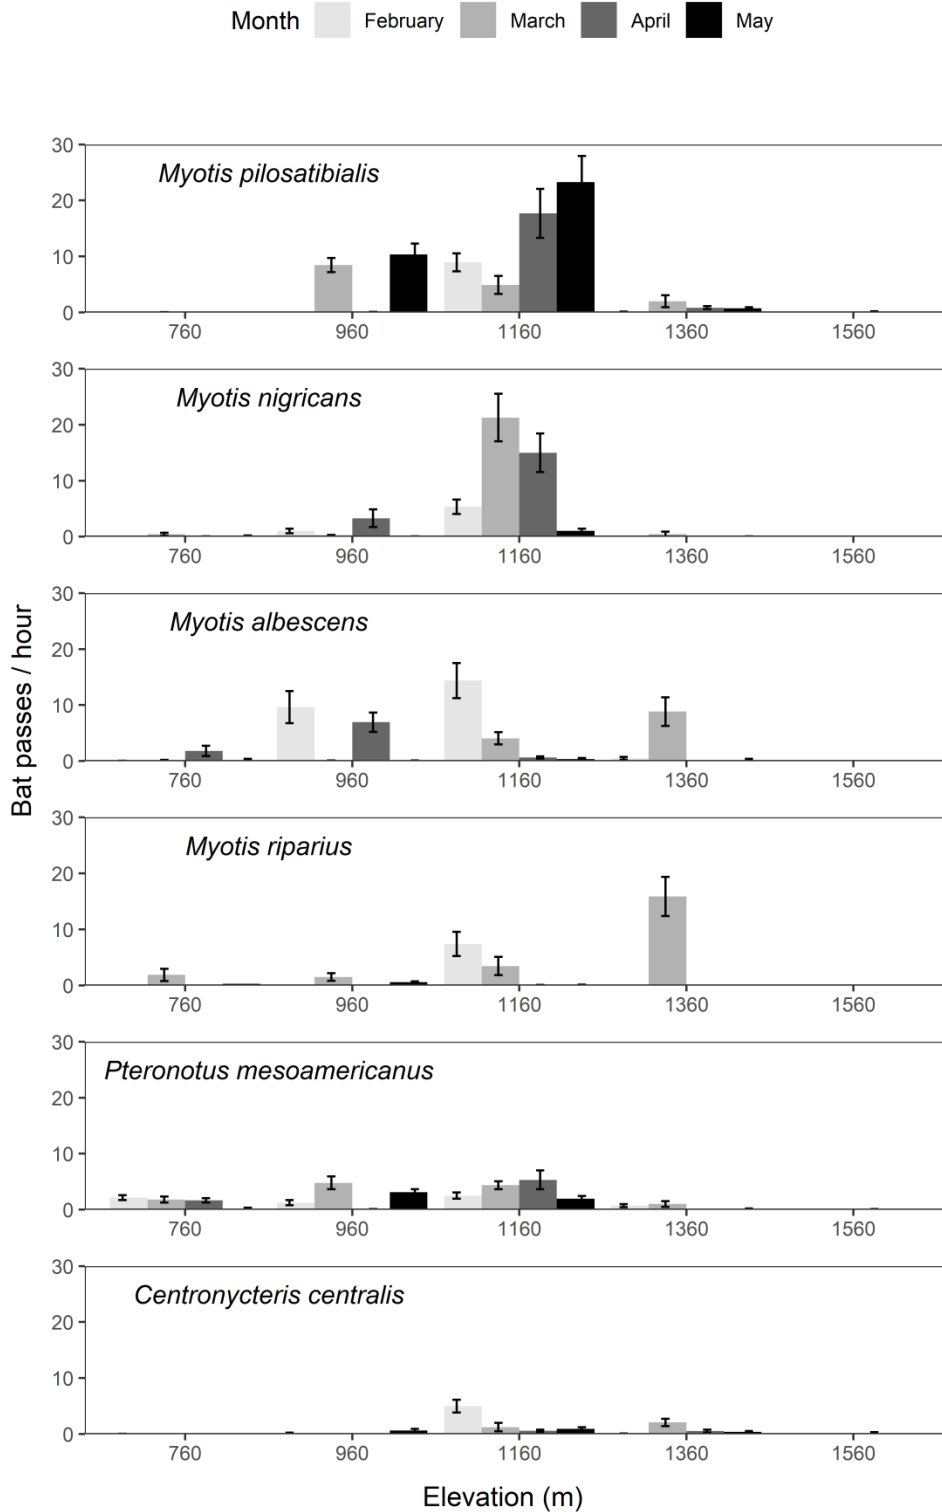 Month February March April May
30
Myotis pilosatibialis
20
10
0
760 960 1160 1360 1560
30
Myotis nigricans
20
10
0
760 960 1160 1360 1560
30
Myotis albescens
20
10
0
760 960 1160 1360 1560
Bat passes / hour
30
Myotis riparius
20
10
0
760 960 1160 1360 1560
30
Pteronotus mesoamericanus
20
10
0
760 960 1160 1360 1560
30
Centronycteris centralis
20
10
0
760 960 1160 1360 1560
Elevation (m)